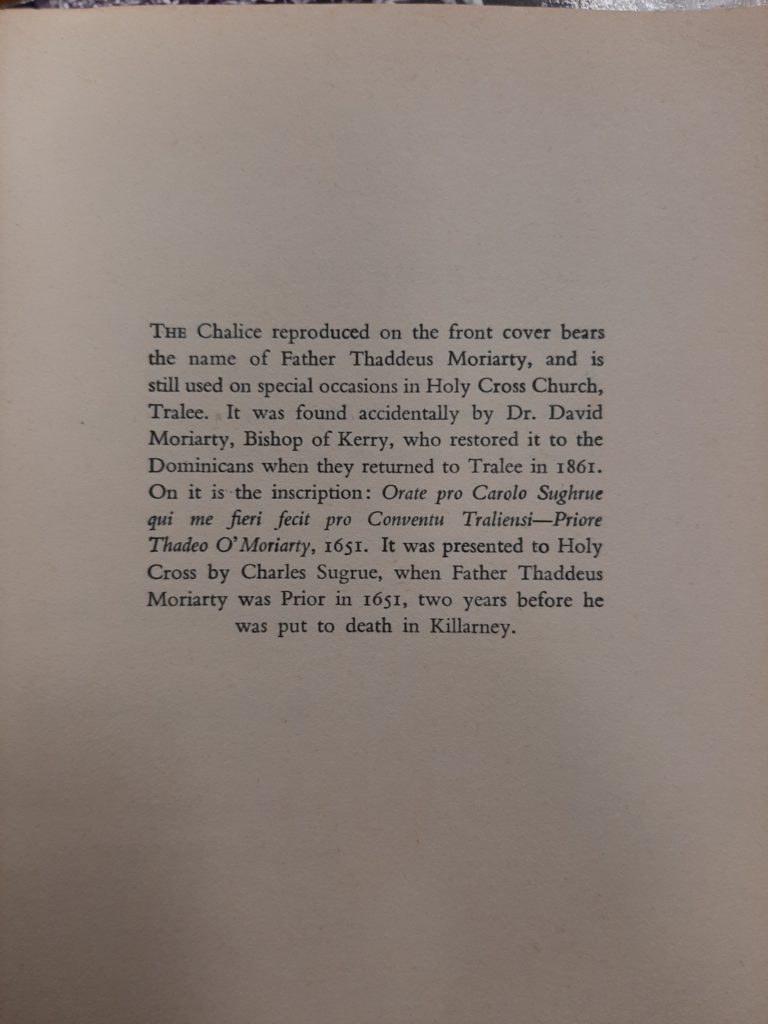 THE Chalice reproduced on the front cover bears
the name of Father Thaddeus Moriarty, and is
still used on special occasions in Holy Cross Church,
Tralee. It was found accidentally by Dr. David
Moriarty, Bishop of Kerry, who restored it to the
Dominicans when they returned to Tralee in 1861.
On it is the inscription: Orate pro Carolo Sughrue
qui me fieri fecit pro Conventu Traliensi—Priore
Thadeo O'Moriarty, 1651. It was presented to Holy
Cross by Charles Sugrue, when Father Thaddeus
Moriarty was Prior in 1651, two years before he
was put to death in Killarney.